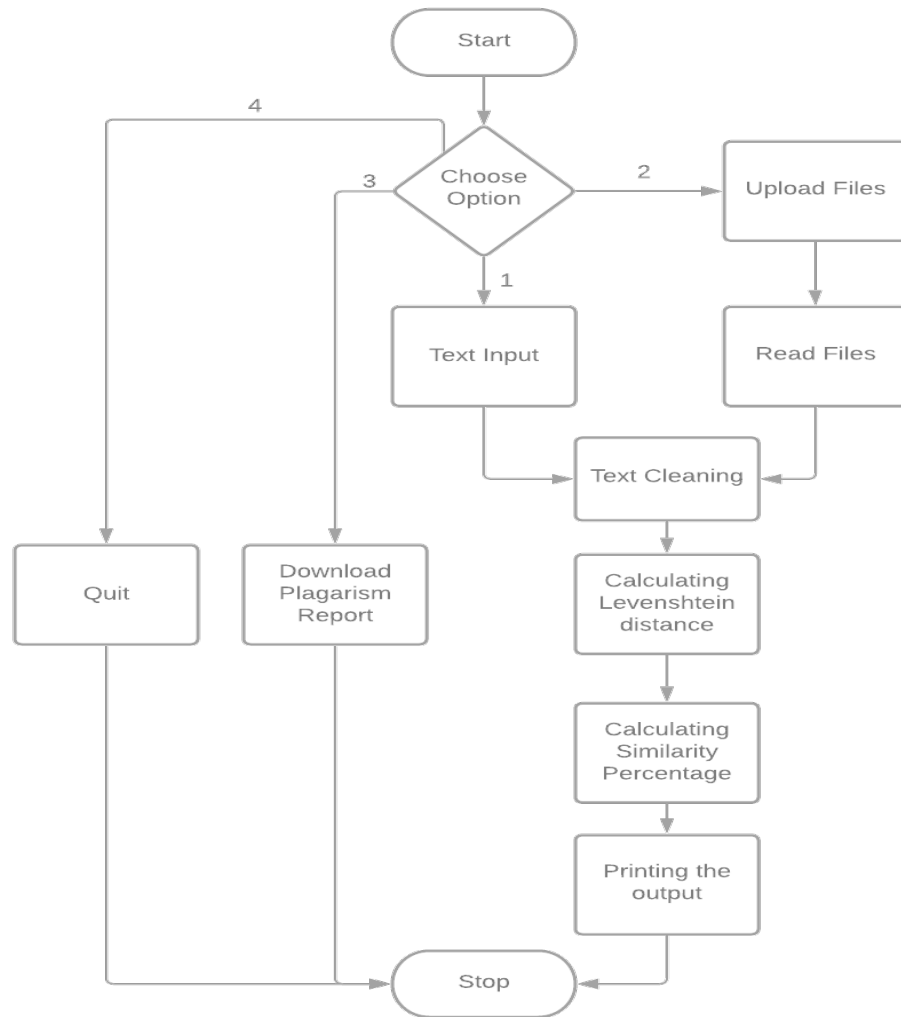 Start
4
Choose
Option
3
2
Upload Files
1
Text Input
Read Files
Text Cleaning
Quit
Download
Plagarism
Report
Calculating
Levenshtein
distance
Calculating
Similarity
Percentage
Printing the
output
Stop